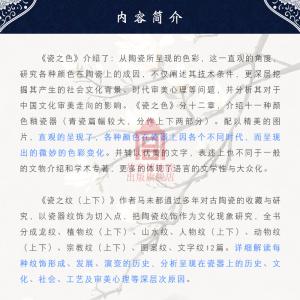 内容简介
《瓷之色》介绍了：从陶瓷所呈现的色彩，这一直观的角度，
研究各种颜色在陶瓷上的成因，不仅阐述其技术条件，更深层挖
掘其产生的社会文化背景、时代审美心理等问题，并分析其对于
中国文化审美走向的影响。《瓷之色》分十二章，介绍十一种颜
色釉瓷器（青瓷篇幅较大，分为上下两部分）。配以精美的图
片，直观的呈现了，各种颜色在瓷器上因各个不同时代，而呈现
出的微妙的色彩变化。并辅以优美的文字，表述上也不同于一般
的文物介绍和学术专著，更多的体现了语言的文学性与大众化。
《瓷之纹（上下）》作者马未都通过多年对古陶瓷的收藏与研
究，以瓷器纹饰为切入点，把陶瓷纹饰作为文化现象研究，全书
分成龙纹、植物纹（上下）、山水纹、人物纹（上下）、动物纹
（上下）、宗教纹（上下）、图案纹、文字纹12篇。详细解读每
种纹饰形成、发展、演变的历史，分析呈现在瓷器上的历史、文
化、社会、工艺及审美心理等深层次原因。